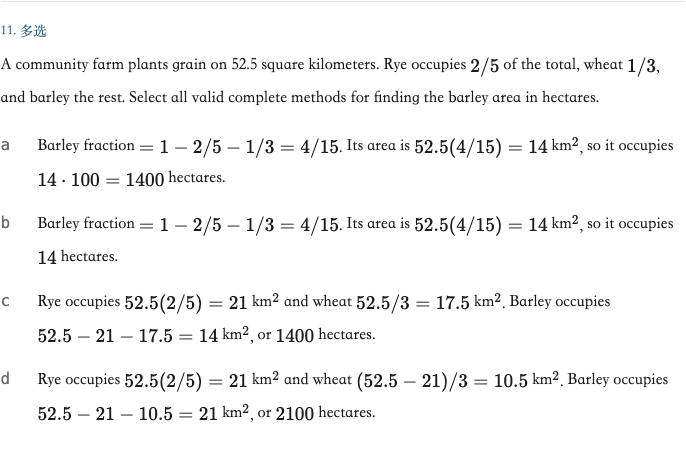 11. 多选
A community farm plants grain on 52.5 square kilometers. Rye occupies 2/5 of the total, wheat 1/3,
and barley the rest. Select all valid complete methods for finding the barley area in hectares.
a Barley fraction = 1 − 2/5 − 1/3 = 4/15. Its area is 52.5(4/15) = 14 km², so it occupies
14 · 100 = 1400 hectares.
b Barley fraction = 1 − 2/5 − 1/3 = 4/15. Its area is 52.5(4/15) = 14 km², so it occupies
14 hectares.
c Rye occupies 52.5(2/5) = 21 km² and wheat 52.5/3 = 17.5 km². Barley occupies
52.5 − 21 − 17.5 = 14 km², or 1400 hectares.
d Rye occupies 52.5(2/5) = 21 km² and wheat (52.5 − 21)/3 = 10.5 km². Barley occupies
52.5 − 21 − 10.5 = 21 km², or 2100 hectares.